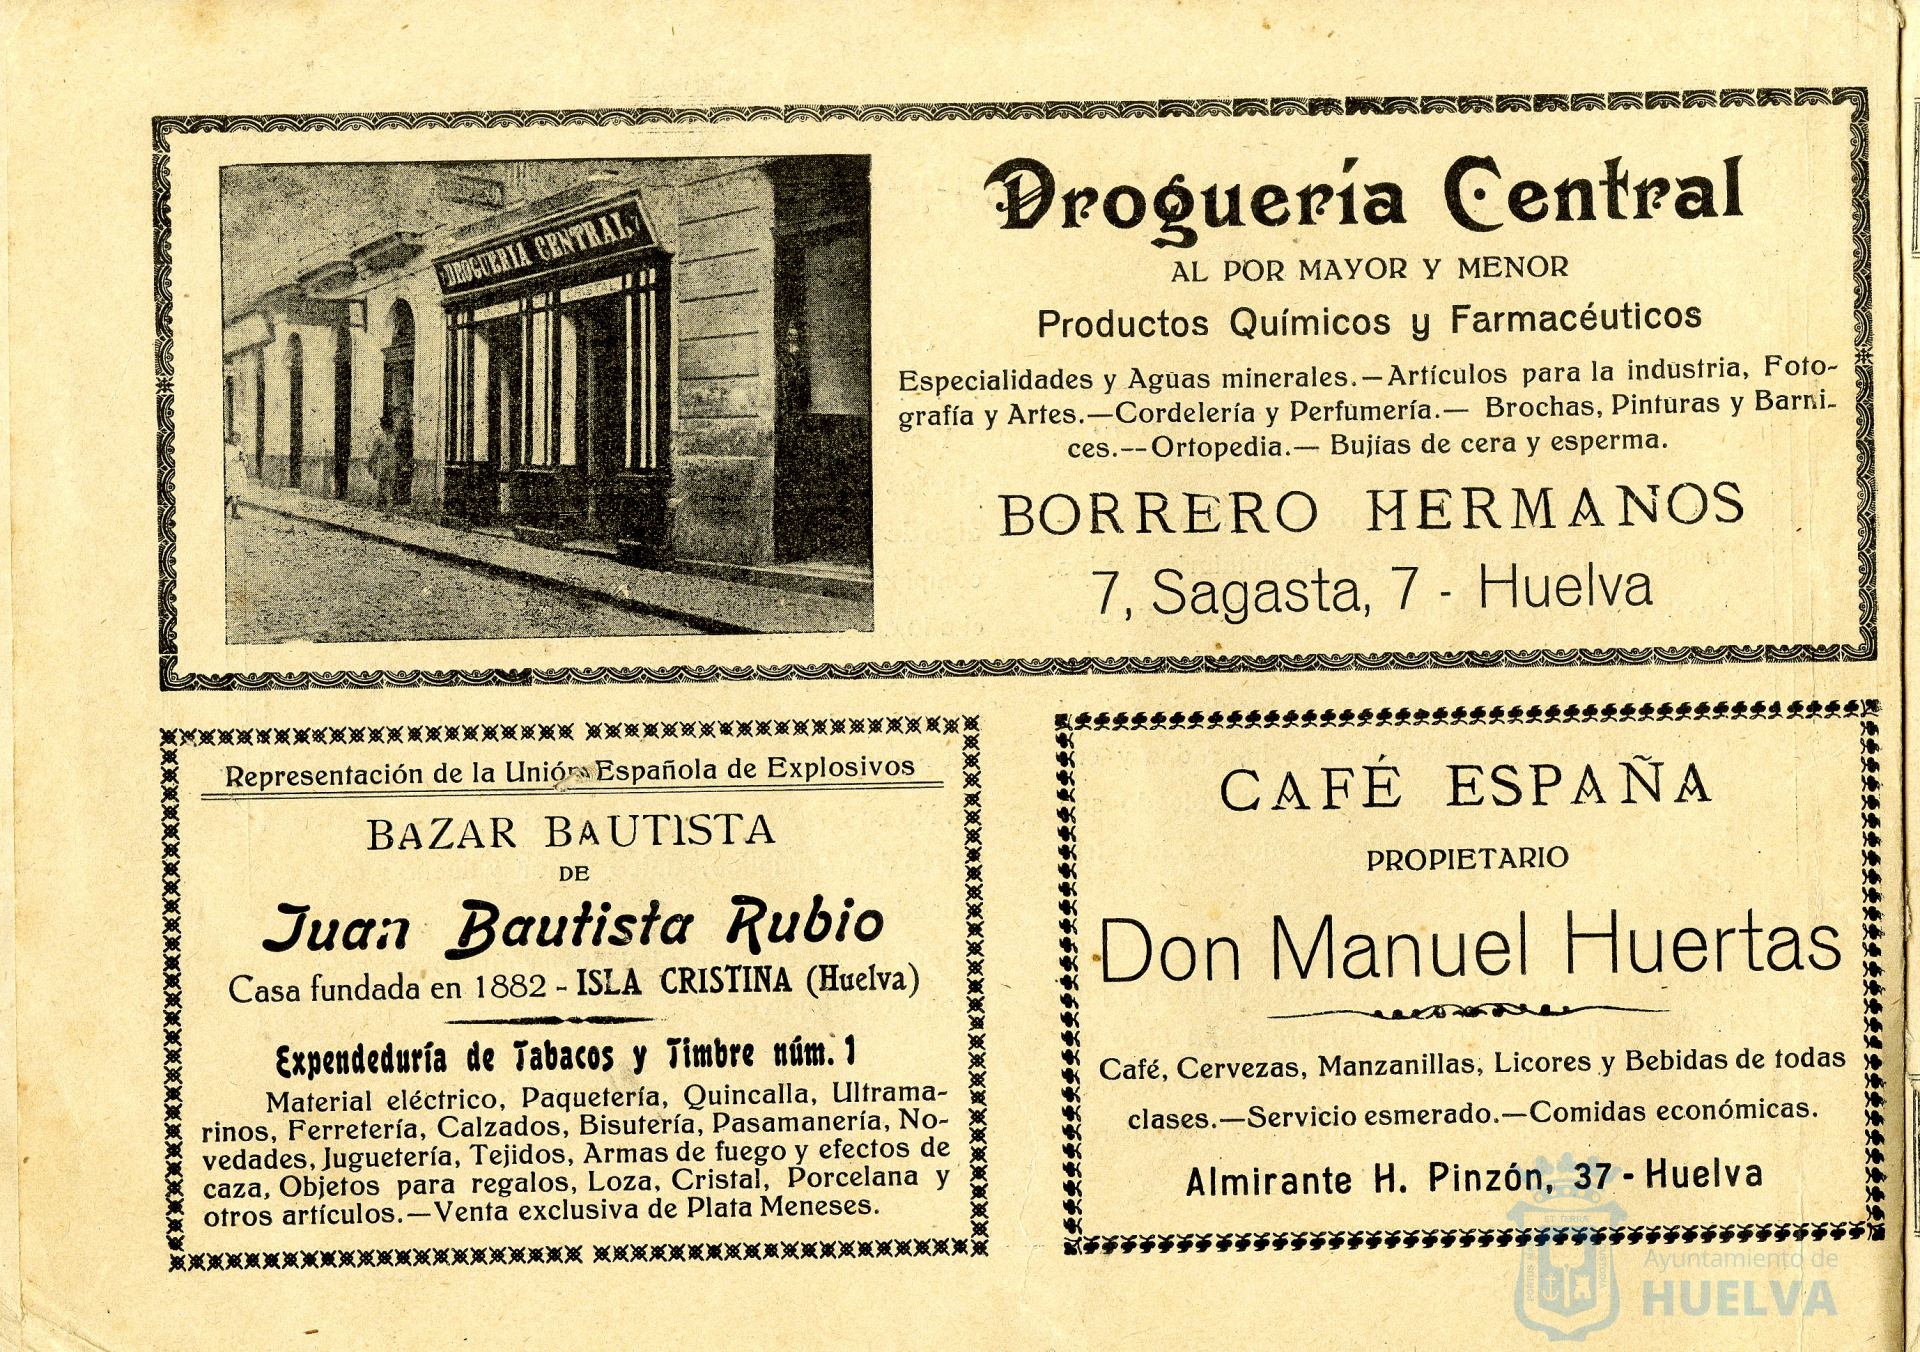 DROGUERIA CENTRAL, 7
CRISTAL
Droguería Central
AL POR MAYOR Y MENOR
Productos Químicos y Farmacéuticos
Especialidades y Aguas minerales.—Artículos para la industria, Foto-
grafía y Artes.—Cordelería y Perfumería.— Brochas, Pinturas y Barni-
ces.--Ortopedia.— Bujías de cera y esperma.
BORRERO HERMANOS
7, Sagasta, 7 - Huelva
Representación de la Unión Española de Explosivos
BAZAR BAUTISTA
DE
Juan Bautista Rubio
Casa fundada en 1882 - ISLA CRISTINA (Huelva)
Expendeduría de Tabacos y Timbre núm. 1
Material eléctrico, Paquetería, Quincalla, Ultrama-
rinos, Ferretería, Calzados, Bisutería, Pasamanería, No-
vedades, Juguetería, Tejidos, Armas de fuego y efectos de
caza, Objetos para regalos, Loza, Cristal, Porcelana y
otros artículos.—Venta exclusiva de Plata Meneses.
CAFÉ ESPAÑA
PROPIETARIO
Don Manuel Huertas
Café, Cervezas, Manzanillas, Licores y Bebidas de todas
clases.—Servicio esmerado.—Comidas económicas.
Almirante H. Pinzón, 37 - Huelva
Ayuntamiento de
HUELVA